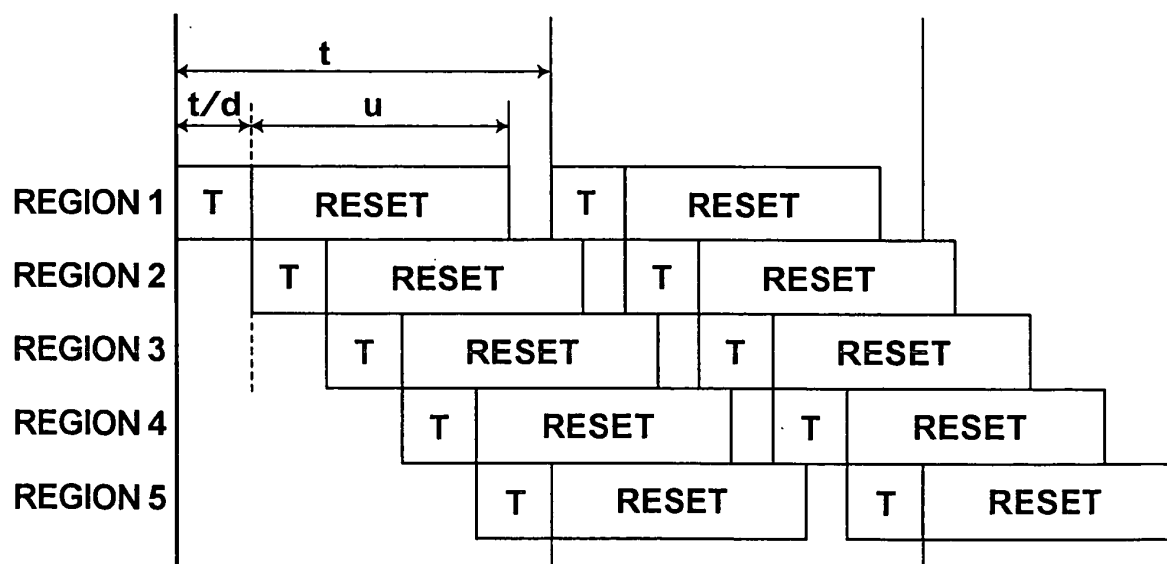 t
t/d u
REGION 1 T RESET T RESET
REGION 2 T RESET T RESET
REGION 3 T RESET T RESET
REGION 4 T RESET T RESET
REGION 5 T RESET T RESET